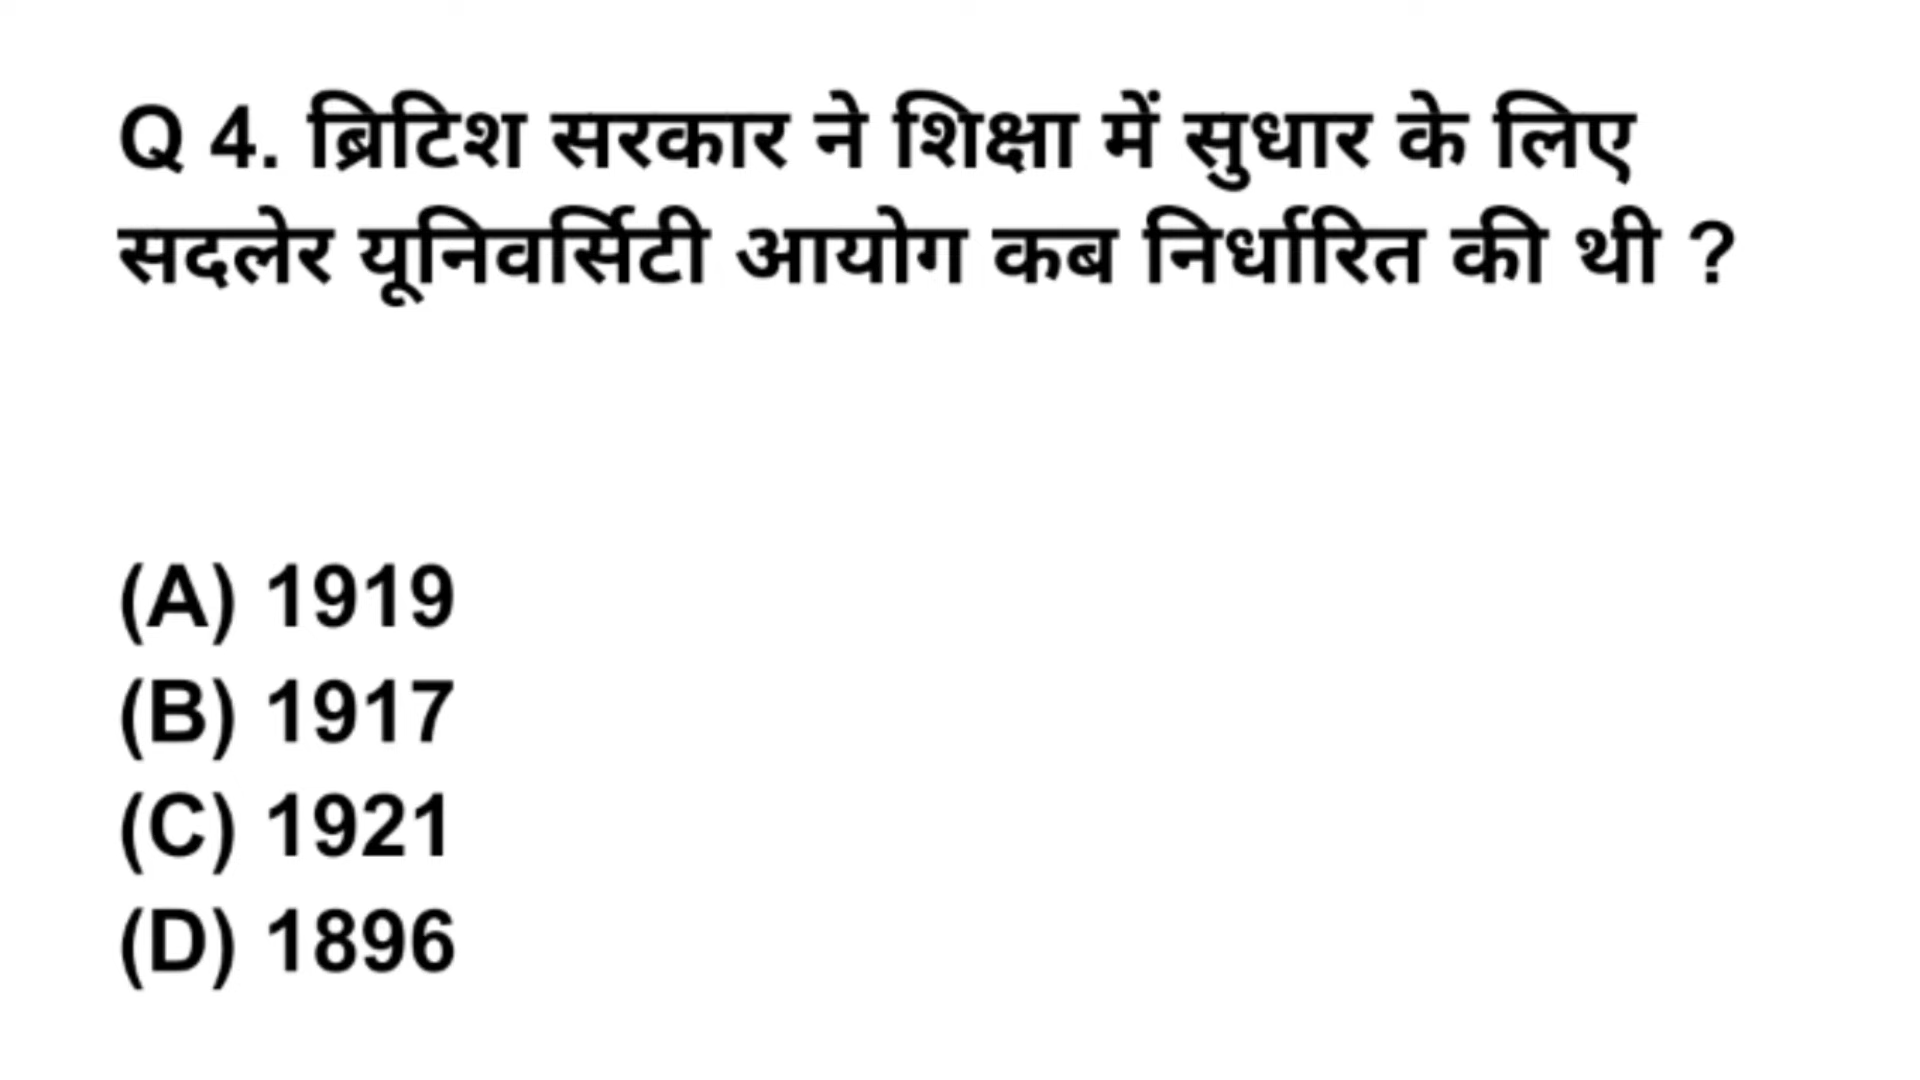 Q 4. ब्रिटिश सरकार ने शिक्षा में सुधार के लिए
सदलेर यूनिवर्सिटी आयोग कब निर्धारित की थी ?
(A) 1919
(B) 1917
(C) 1921
(D) 1896